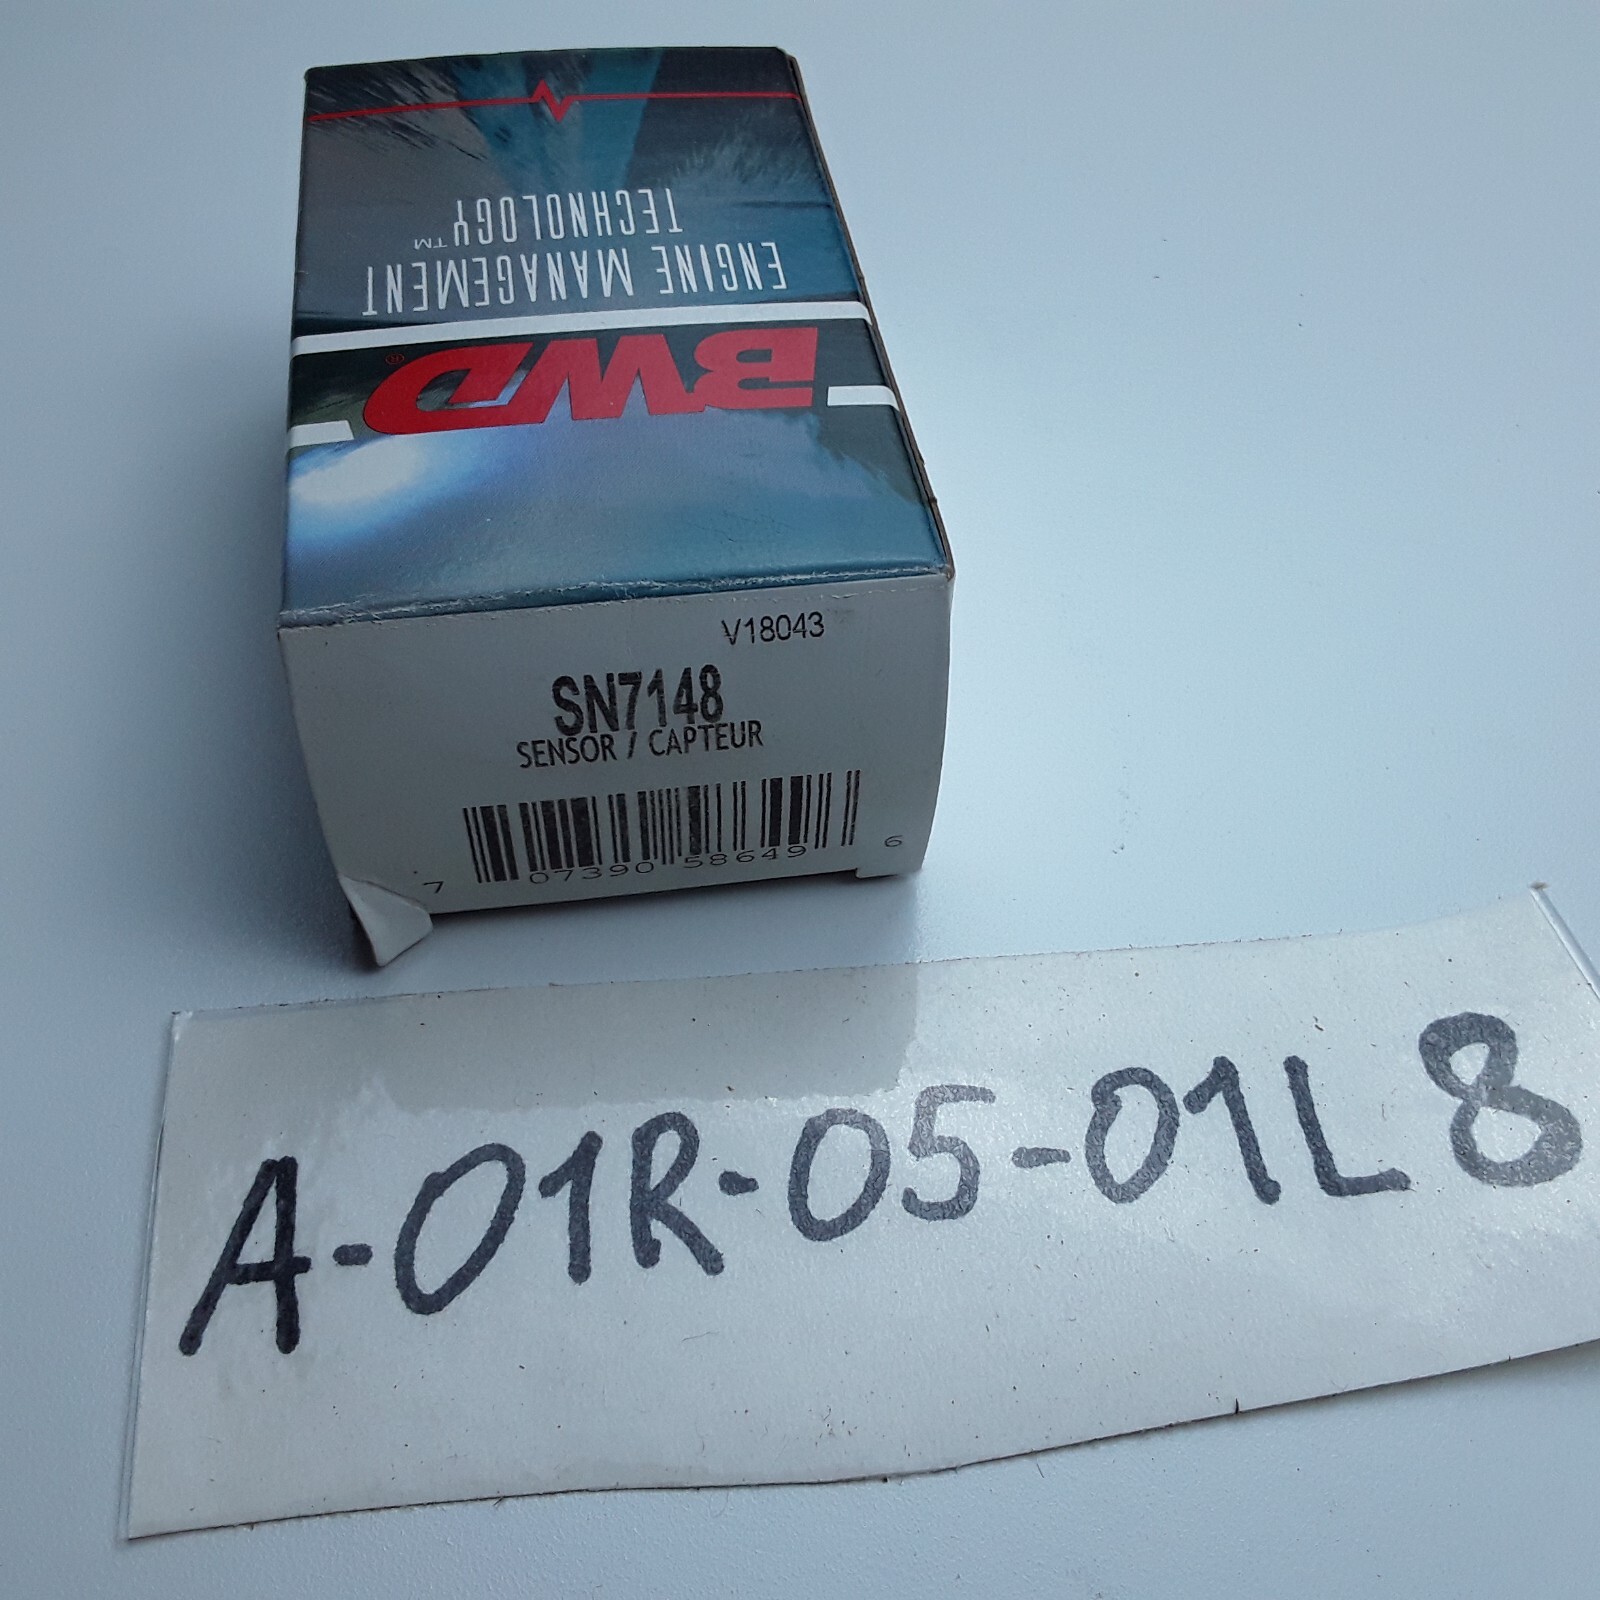 BWD®
ENGINE MANAGEMENT
TECHNOLOGY™
V18043
SN7148
SENSOR / CAPTEUR
7 07390 58649 6
A-01R-05-01L8